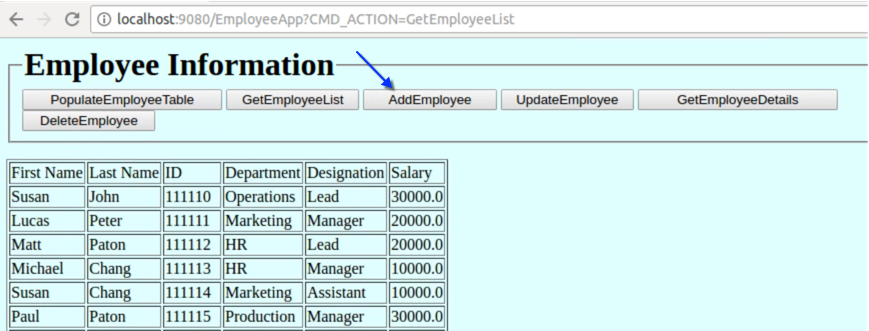 localhost:9080/EmployeeApp?CMD_ACTION=GetEmployeeList
Employee Information
PopulateEmployeeTable GetEmployeeList AddEmployee UpdateEmployee GetEmployeeDetails
DeleteEmployee
First Name Last Name ID Department Designation Salary
Susan John 111110 Operations Lead 30000.0
Lucas Peter 111111 Marketing Manager 20000.0
Matt Paton 111112 HR Lead 20000.0
Michael Chang 111113 HR Manager 10000.0
Susan Chang 111114 Marketing Assistant 10000.0
Paul Paton 111115 Production Manager 30000.0